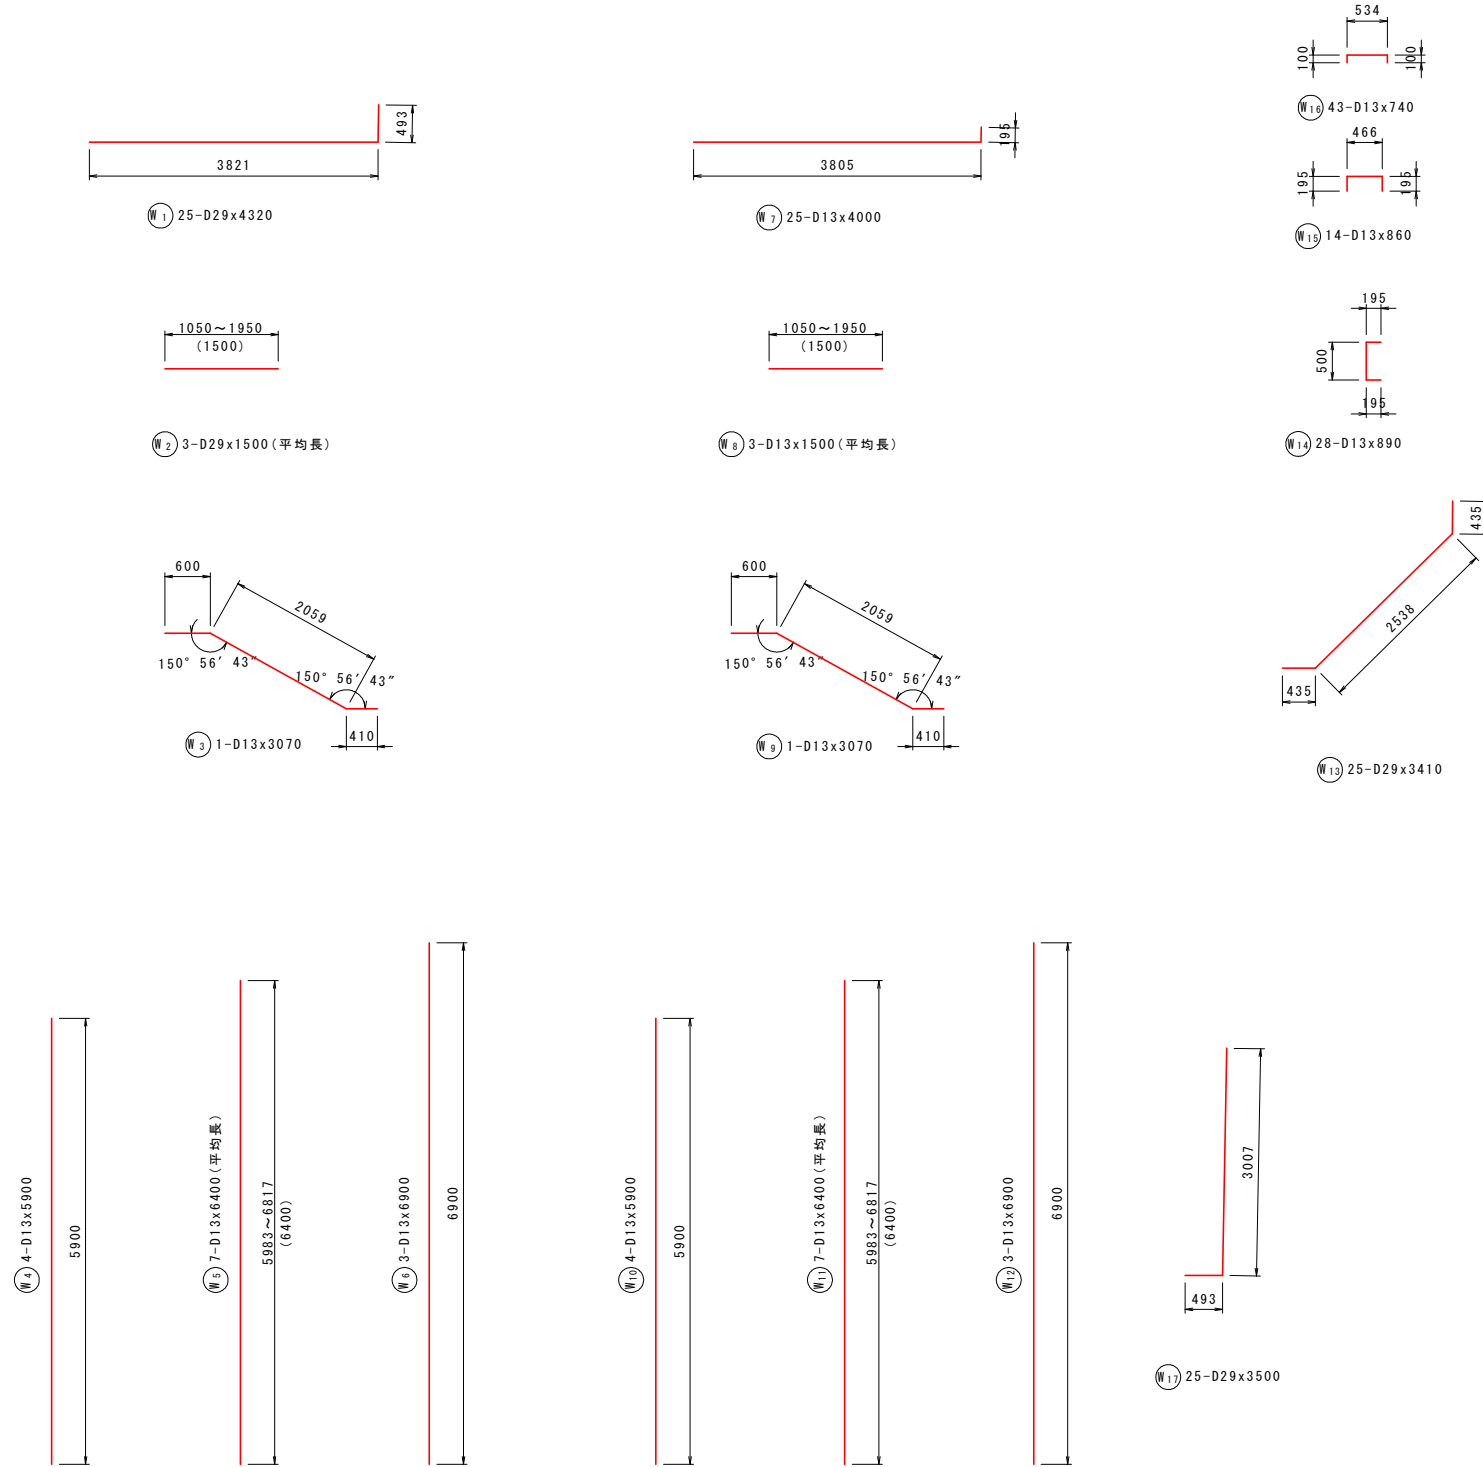 493
3821
W1 25-D29x4320
195
3805
W7 25-D13x4000
534
100
100
W16 43-D13x740
466
195
195
W15 14-D13x860
1050～1950
(1500)
W2 3-D29x1500(平均長)
1050～1950
(1500)
W8 3-D13x1500(平均長)
195
500
195
W14 28-D13x890
600
2059
150° 56′ 43″
150° 56′ 43″
410
W3 1-D13x3070
600
2059
150° 56′ 43″
150° 56′ 43″
410
W9 1-D13x3070
435
2538
435
W13 25-D29x3410
W4 4-D13x5900
5900
W5 7-D13x6400(平均長)
5983～6817
(6400)
W6 3-D13x6900
6900
W10 4-D13x5900
5900
W11 7-D13x6400(平均長)
5983～6817
(6400)
W12 3-D13x6900
6900
3007
493
W17 25-D29x3500